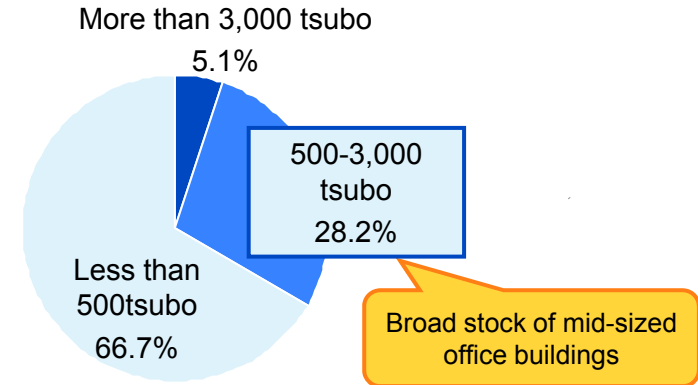 More than 3,000 tsubo
5.1%
500-3,000
tsubo
28.2%
Less than
500tsubo
66.7%
Broad stock of mid-sized
office buildings